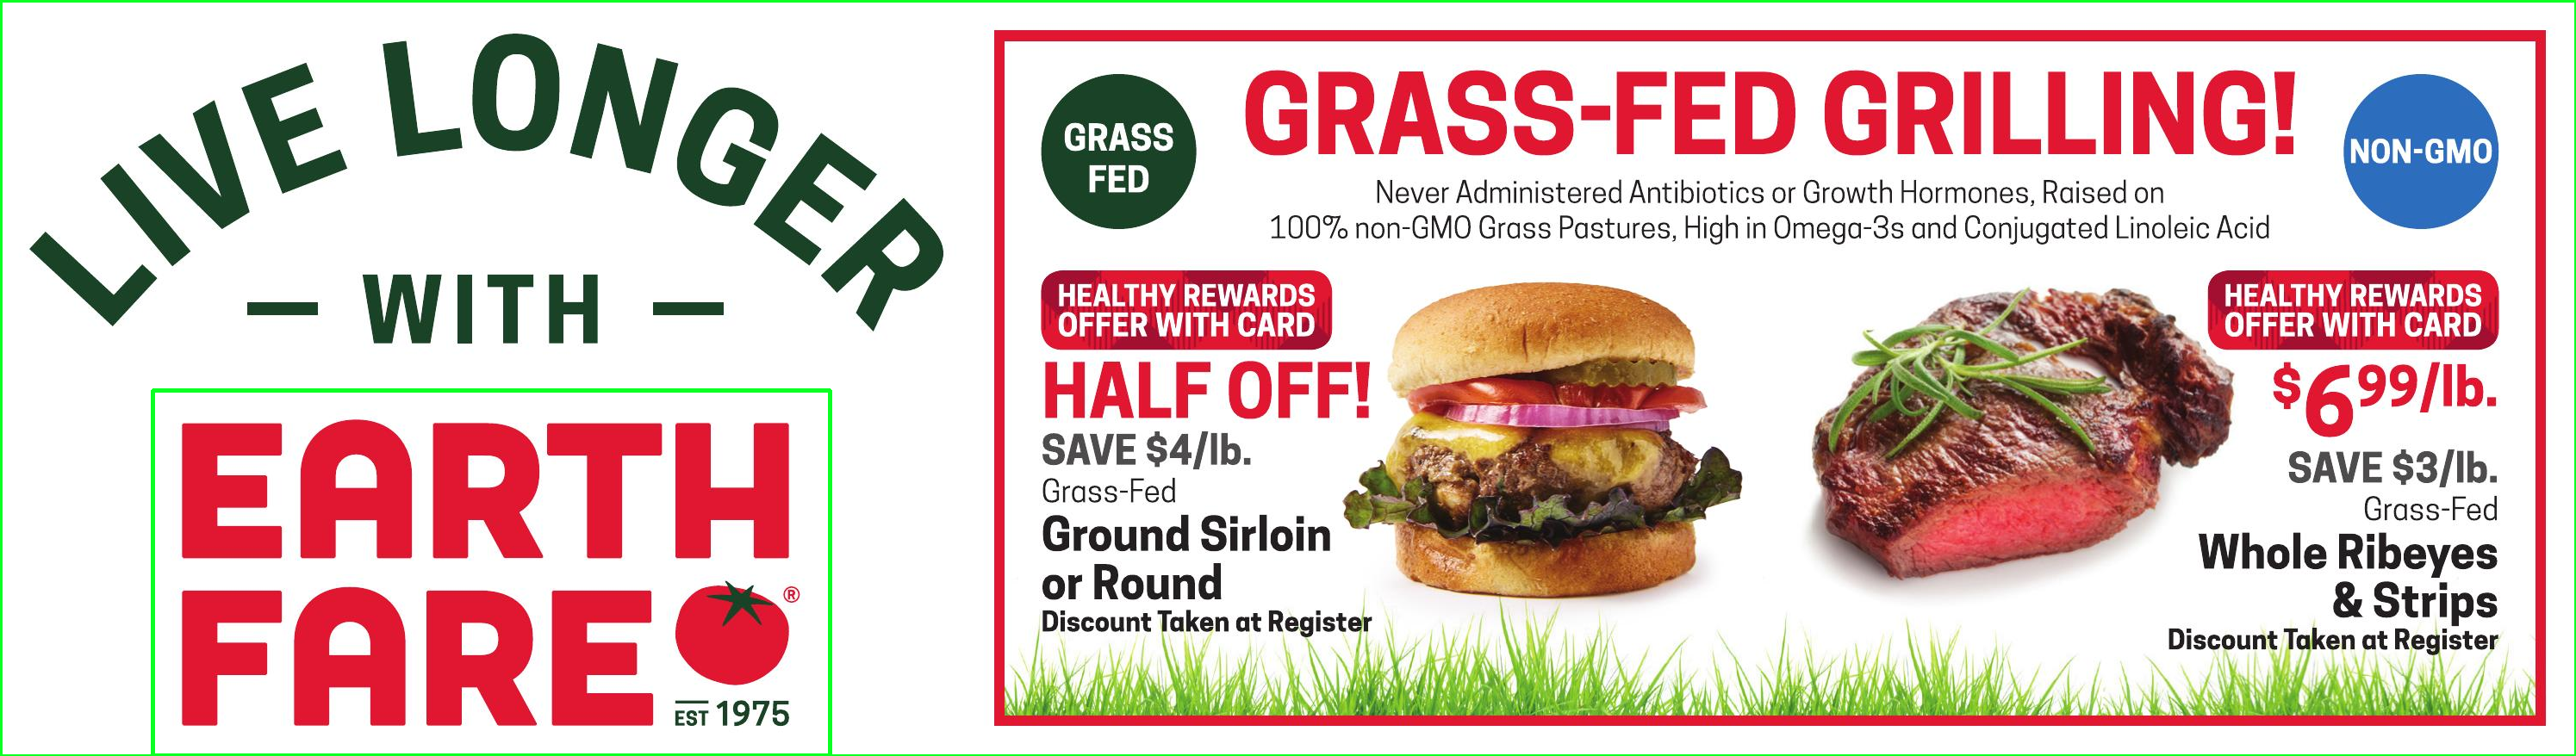 LIVE LONGER
— WITH —
EARTH
FARE®
EST 1975
GRASS
FED
GRASS-FED GRILLING!
NON-GMO
Never Administered Antibiotics or Growth Hormones, Raised on
100% non-GMO Grass Pastures, High in Omega-3s and Conjugated Linoleic Acid
HEALTHY REWARDS
OFFER WITH CARD
HALF OFF!
SAVE $4/lb.
Grass-Fed
Ground Sirloin
or Round
Discount Taken at Register
HEALTHY REWARDS
OFFER WITH CARD
$6 99/lb.
SAVE $3/lb.
Grass-Fed
Whole Ribeyes
& Strips
Discount Taken at Register